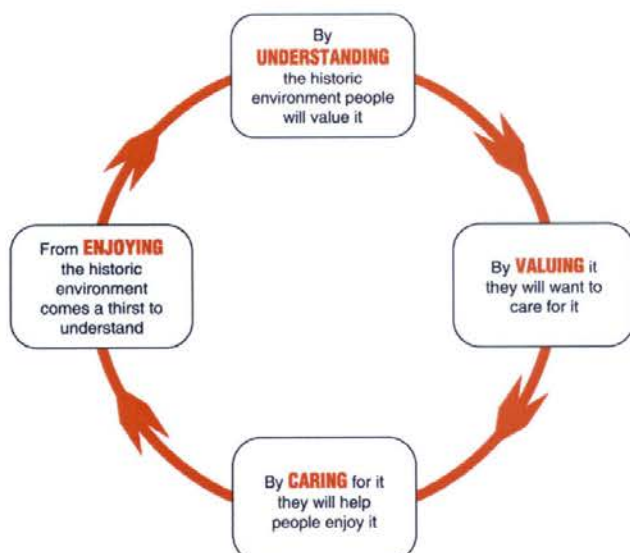 By
UNDERSTANDING
the historic
environment people
will value it
By VALUING it
they will want to
care for it
By CARING for it
they will help
people enjoy it
From ENJOYING
the historic
environment
comes a thirst to
understand